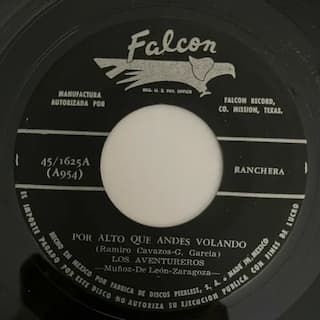 Falcon
REG. U. S. PAT. OFFICE
MANUFACTURA
AUTORIZADA POR
FALCON RECORD,
CO. MISSION, TEXAS.
45/1625A
(A954)
RANCHERA
POR ALTO QUE ANDES VOLANDO
(Ramiro Cavazos-G. Garcia)
LOS AVENTUREROS
—Muñoz-De León-Zaragoza—
HECHO EN MEXICO POR FABRICA DE DISCOS PEERLESS, S. A. MADE IN MEXICO
EL IMPORTE PAGADO POR ESTE DISCO NO AUTORIZA SU EJECUCION PUBLICA CON FINES DE LUCRO